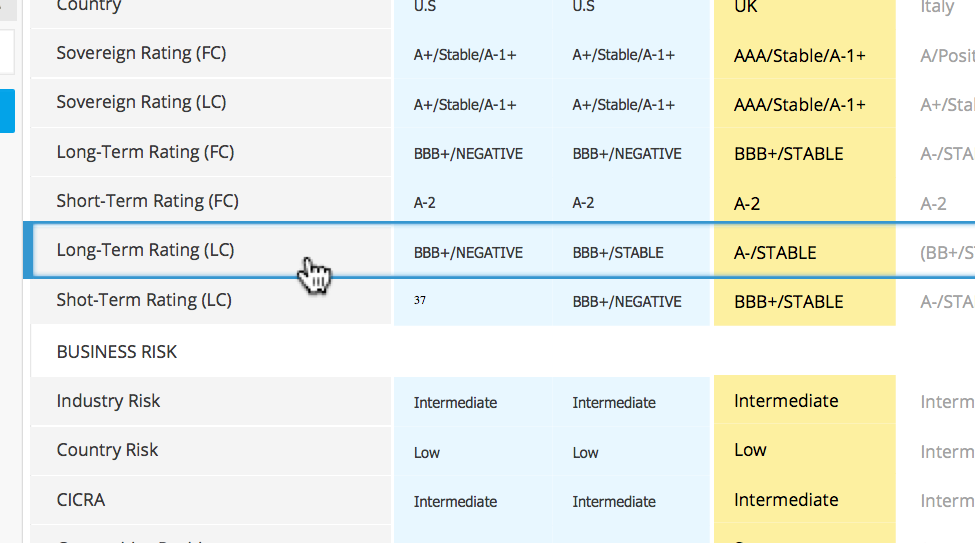 Country U.S U.S UK Italy
Sovereign Rating (FC) A+/Stable/A-1+ A+/Stable/A-1+ AAA/Stable/A-1+ A/Posit
Sovereign Rating (LC) A+/Stable/A-1+ A+/Stable/A-1+ AAA/Stable/A-1+ A+/Stal
Long-Term Rating (FC) BBB+/NEGATIVE BBB+/NEGATIVE BBB+/STABLE A-/STA
Short-Term Rating (FC) A-2 A-2 A-2 A-2
Long-Term Rating (LC) BBB+/NEGATIVE BBB+/STABLE A-/STABLE (BB+/S
Shot-Term Rating (LC) 37 BBB+/NEGATIVE BBB+/STABLE A-/STA
BUSINESS RISK
Industry Risk Intermediate Intermediate Intermediate Interm
Country Risk Low Low Low Interm
CICRA Intermediate Intermediate Intermediate Interm